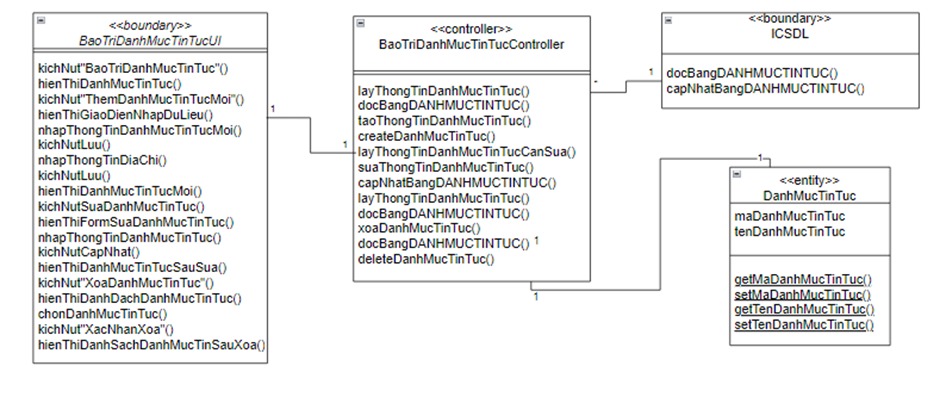 <<boundary>>
BaoTriDanhMucTinTucUI
kichNut"BaoTriDanhMucTinTuc"()
hienThiDanhMucTinTuc()
kichNut"ThemDanhMucTinTucMoi"()
hienThiGiaoDienNhapDuLieu()
nhapThongTinDanhMucTinTucMoi()
kichNutLuu()
nhapThongTinDiaChi()
kichNutLuu()
hienThiDanhMucTinTucMoi()
kichNutSuaDanhMucTinTuc()
hienThiFormSuaDanhMucTinTuc()
nhapThongTinDanhMucTinTuc()
kichNutCapNhat()
hienThiDanhMucTinTucSauSua()
kichNut"XoaDanhMucTinTuc"()
hienThiDanhDachDanhMucTinTuc()
chonDanhMucTinTuc()
kichNut"XacNhanXoa"()
hienThiDanhSachDanhMucTinSauXoa()
1
1
<<controller>>
BaoTriDanhMucTinTucController
layThongTinDanhMucTinTuc()
docBangDANHMUCTINTUC()
taoThongTinDanhMucTinTuc()
createDanhMucTinTuc()
layThongTinDanhMucTinTucCanSua()
suaThongTinDanhMucTinTuc()
capNhatBangDANHMUCTINTUC()
layThongTinDanhMucTinTuc()
docBangDANHMUCTINTUC()
xoaDanhMucTinTuc()
docBangDANHMUCTINTUC() 1
deleteDanhMucTinTuc()
*
1
<<boundary>>
ICSDL
docBangDANHMUCTINTUC()
capNhatBangDANHMUCTINTUC()
1
1
<<entity>>
DanhMucTinTuc
maDanhMucTinTuc
tenDanhMucTinTuc
getMaDanhMucTinTuc()
setMaDanhMucTinTuc()
getTenDanhMucTinTuc()
setTenDanhMucTinTuc()